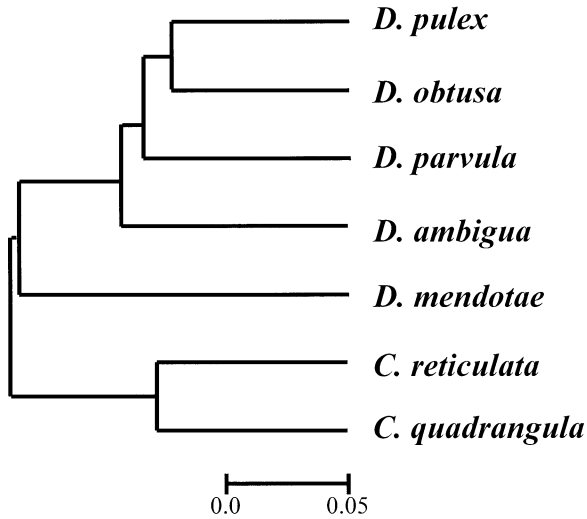 D. pulex
D. obtusa
D. parvula
D. ambigua
D. mendotae
C. reticulata
C. quadrangula
0.0 0.05